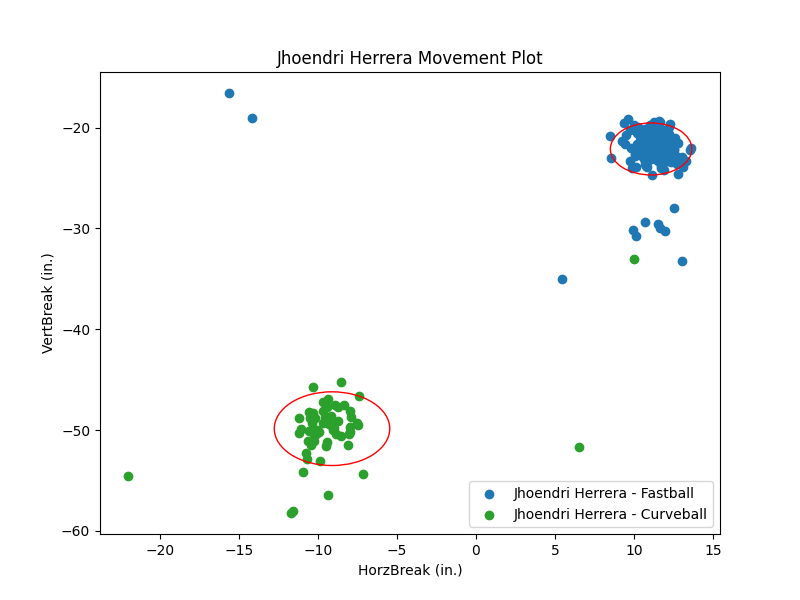 Jhoendri Herrera Movement Plot
VertBreak (in.)
−20
−30
−40
−50
−60
Jhoendri Herrera - Fastball
Jhoendri Herrera - Curveball
−20 −15 −10 −5 0 5 10 15
HorzBreak (in.)